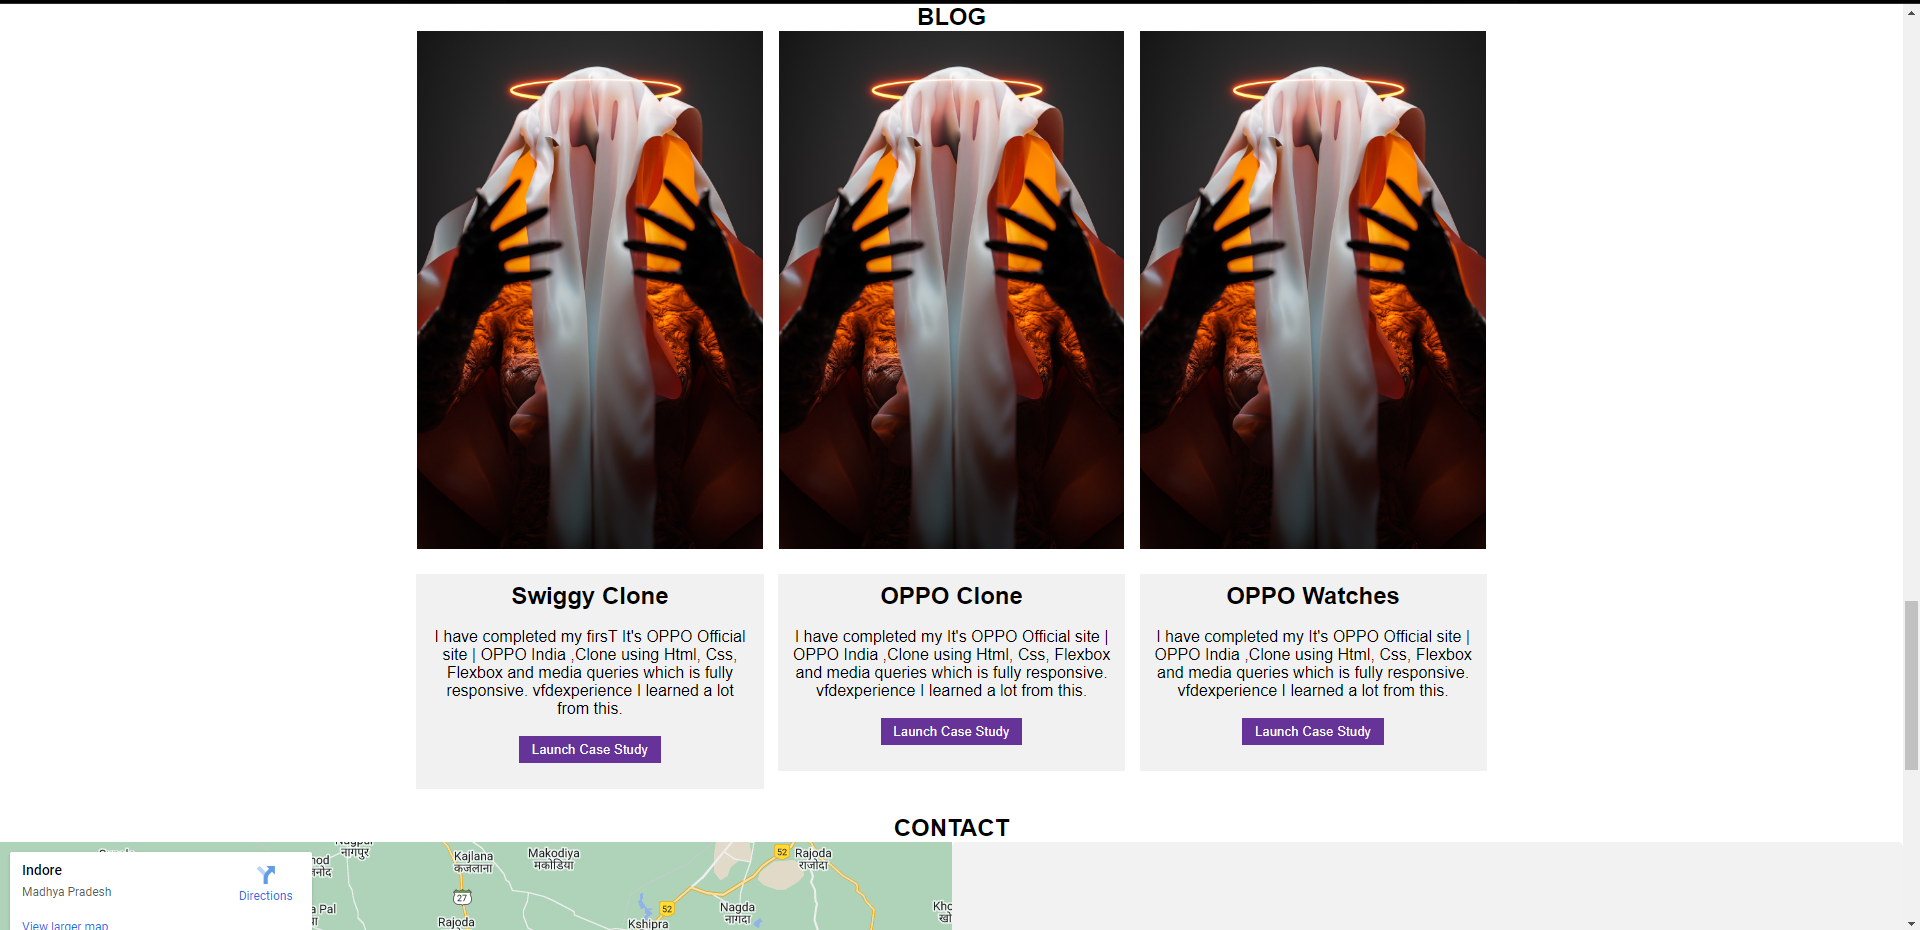 BLOG
Swiggy Clone
I have completed my firsT It's OPPO Official
site | OPPO India ,Clone using Html, Css,
Flexbox and media queries which is fully
responsive. vfdexperience I learned a lot
from this.
Launch Case Study
OPPO Clone
I have completed my It's OPPO Official site |
OPPO India ,Clone using Html, Css, Flexbox
and media queries which is fully responsive.
vfdexperience I learned a lot from this.
Launch Case Study
OPPO Watches
I have completed my It's OPPO Official site |
OPPO India ,Clone using Html, Css, Flexbox
and media queries which is fully responsive.
vfdexperience I learned a lot from this.
Launch Case Study
CONTACT
Indore
Madhya Pradesh
Directions
View larger map
नागपुर
Kajlana
कजलाना
Makodiya
मकोडिया
52
Rajoda
राजोदा
27
Rajoda
52
Kshipra
Nagda
नागदा
a Pal